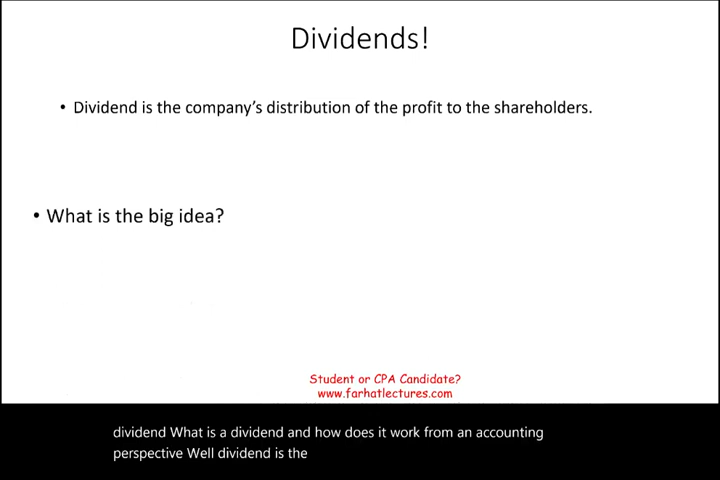 Dividends!
• Dividend is the company's distribution of the profit to the shareholders.
• What is the big idea?
Student or CPA Candidate?
www.farhatlectures.com
dividend What is a dividend and how does it work from an accounting
perspective Well dividend is the